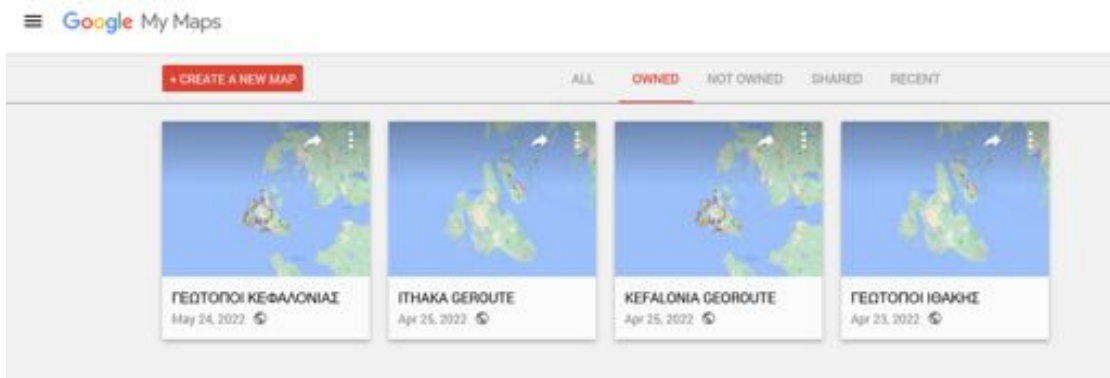 Google My Maps
+ CREATE A NEW MAP
ALL OWNED NOT OWNED SHARED RECENT
ΓΕΩΤΟΠΟΙ ΚΕΦΑΛΟΝΙΑΣ
May 24, 2022
ITHAKA GEROUTE
Apr 25, 2022
KEFALONIA GEOROUTE
Apr 25, 2022
ΓΕΩΤΟΠΟΙ ΙΘΑΚΗΣ
Apr 23, 2022